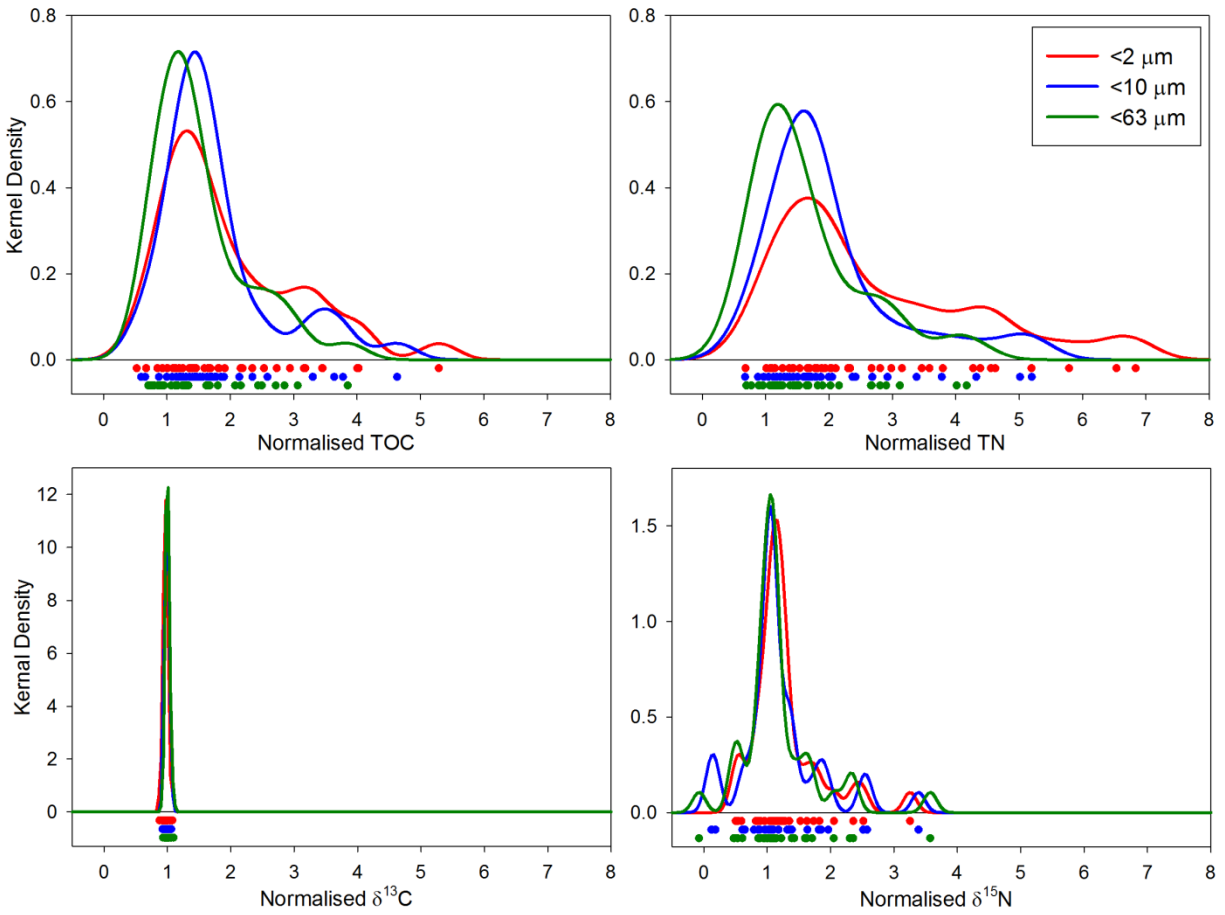 0.8
0.6
0.4
0.2
0.0
Kernel Density
0 1 2 3 4 5 6 7 8
Normalised TOC
0.8
0.6
0.4
0.2
0.0
<2 μm
<10 μm
<63 μm
0 1 2 3 4 5 6 7 8
Normalised TN
12
10
8
6
4
2
0
Kernal Density
0 1 2 3 4 5 6 7 8
Normalised δ¹³C
1.5
1.0
0.5
0.0
0 1 2 3 4 5 6 7 8
Normalised δ¹⁵N